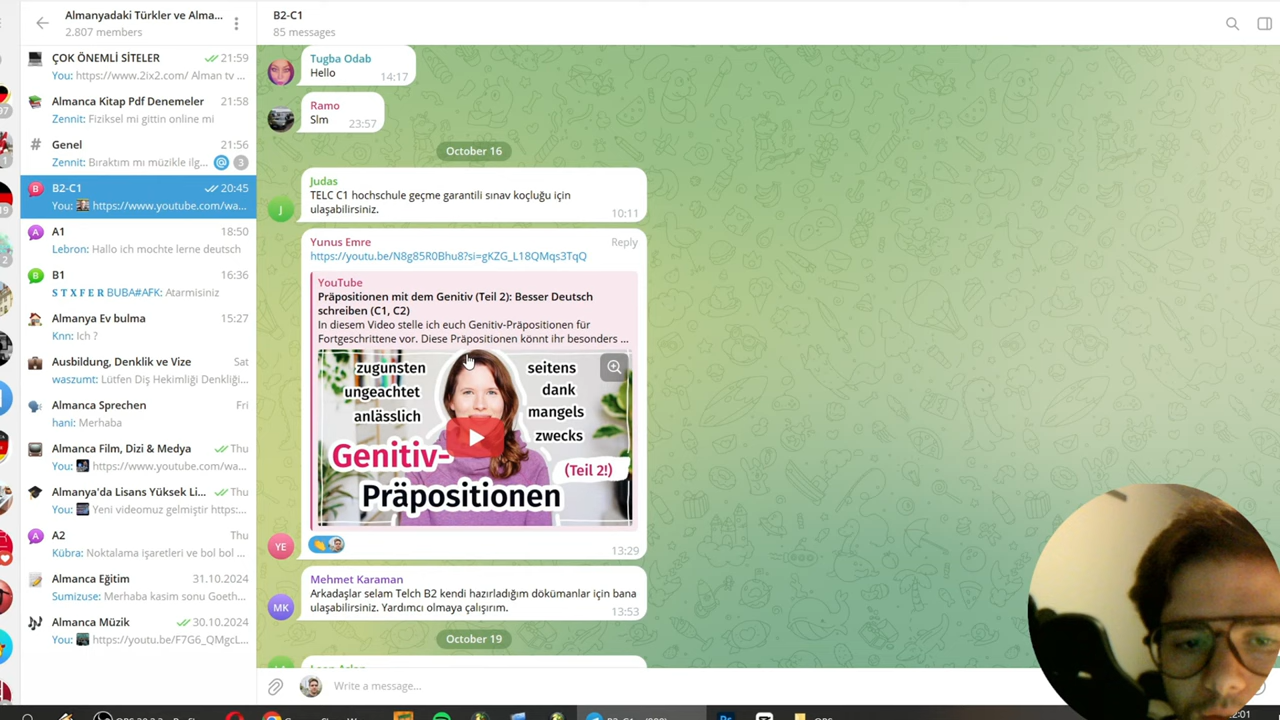 Almanyadaki Türkler ve Alma...
2.807 members
ÇOK ÖNEMLİ SİTELER 21:59
You: https://www.2ix2.com/ Alman tv ...
Almanca Kitap Pdf Denemeler 21:58
Zennit: Fiziksel mi gittin online mi
Genel 21:56
Zennit: Bıraktım mı müzikle ilg... @ 3
B B2-C1 20:45
You: https://www.youtube.com/wa...
A A1 18:50
Lebron: Hallo ich mochte lerne deutsch
B B1 16:36
S T X F E R BUBA#AFK: Atarmisiniz
Almanya Ev bulma 15:27
Knn: Ich ?
Ausbildung, Denklik ve Vize Sat
waszumt: Lütfen Diş Hekimliği Denkliğ...
Almanca Sprechen Fri
hani: Merhaba
Almanca Film, Dizi & Medya Thu
You: https://www.youtube.com/wa...
Almanya'da Lisans Yüksek Li... Thu
You: Yeni videomuz gelmiştir https:...
A A2 Thu
Kübra: Noktalama işaretleri ve bol bol ...
Almanca Eğitim 31.10.2024
Sumizuse: Merhaba kasim sonu Goeth...
Almanca Müzik 30.10.2024
You: https://youtu.be/F7G6_QMgcL...
B2-C1
85 messages
Tugba Odab
Hello 14:17
Ramo
Slm 23:57
October 16
Judas
TELC C1 hochschule geçme garantili sınav koçluğu için
ulaşabilirsiniz. 10:11
J
Yunus Emre Reply
https://youtu.be/N8g85R0Bhu8?si=gKZG_L18QMqs3TqQ
YouTube
Präpositionen mit dem Genitiv (Teil 2): Besser Deutsch
schreiben (C1, C2)
In diesem Video stelle ich euch Genitiv-Präpositionen für
Fortgeschrittene vor. Diese Präpositionen könnt ihr besonders ...
zugunsten seitens
ungeachtet dank
anlässlich mangels
zwecks
Genitiv-
(Teil 2!)
Präpositionen
YE 13:29
Mehmet Karaman
Arkadaşlar selam Telch B2 kendi hazırladığım dökümanlar için bana
ulaşabilirsiniz. Yardımcı olmaya çalışırım. 13:53
MK
October 19
Write a message...